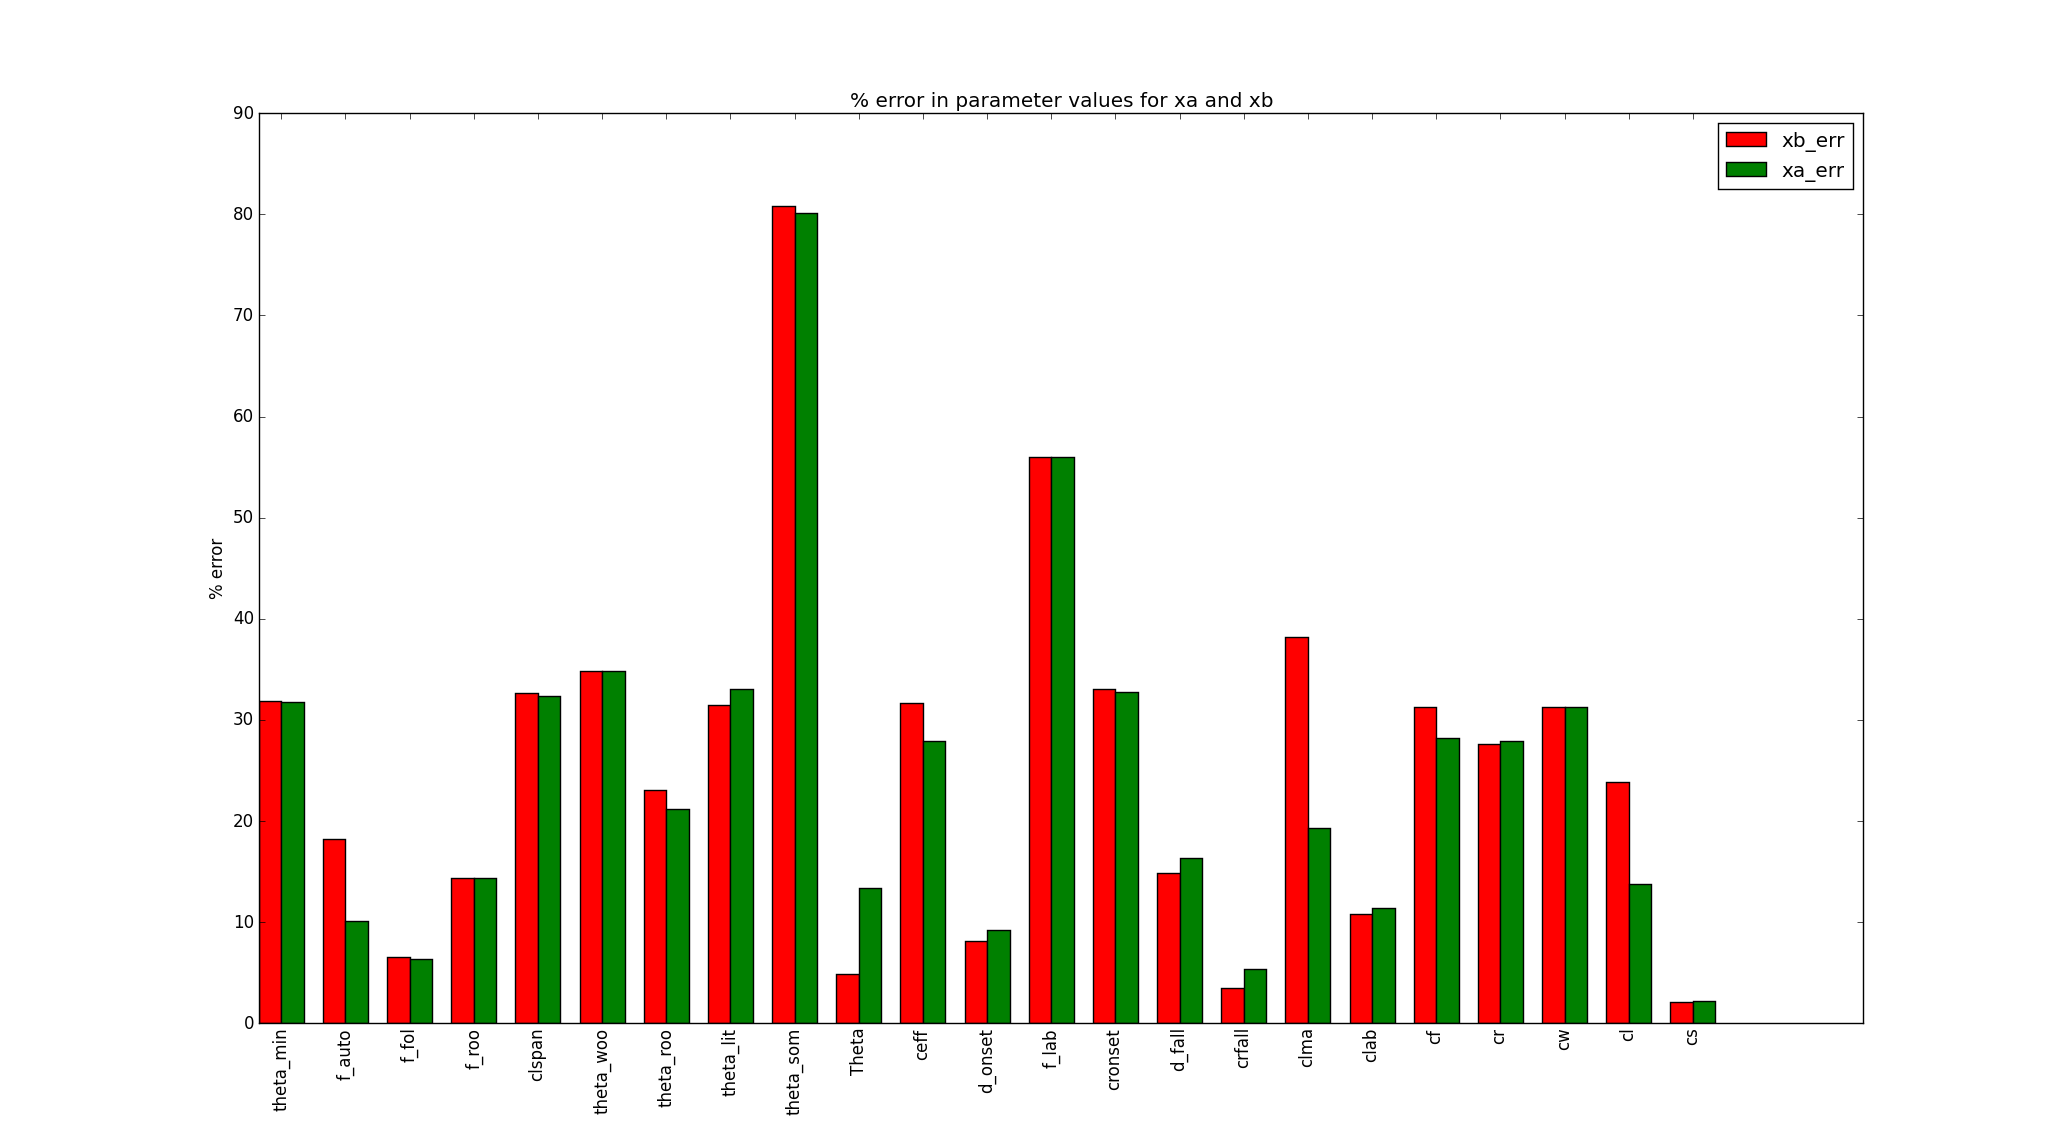 % error in parameter values for xa and xb
xb_err
xa_err
90
80
70
60
50
40
30
20
10
0
% error
theta_min
f_auto
f_fol
f_roo
clspan
theta_woo
theta_roo
theta_lit
theta_som
Theta
ceff
d_onset
f_lab
cronset
d_fall
crfall
clma
clab
cf
cr
cw
cl
cs